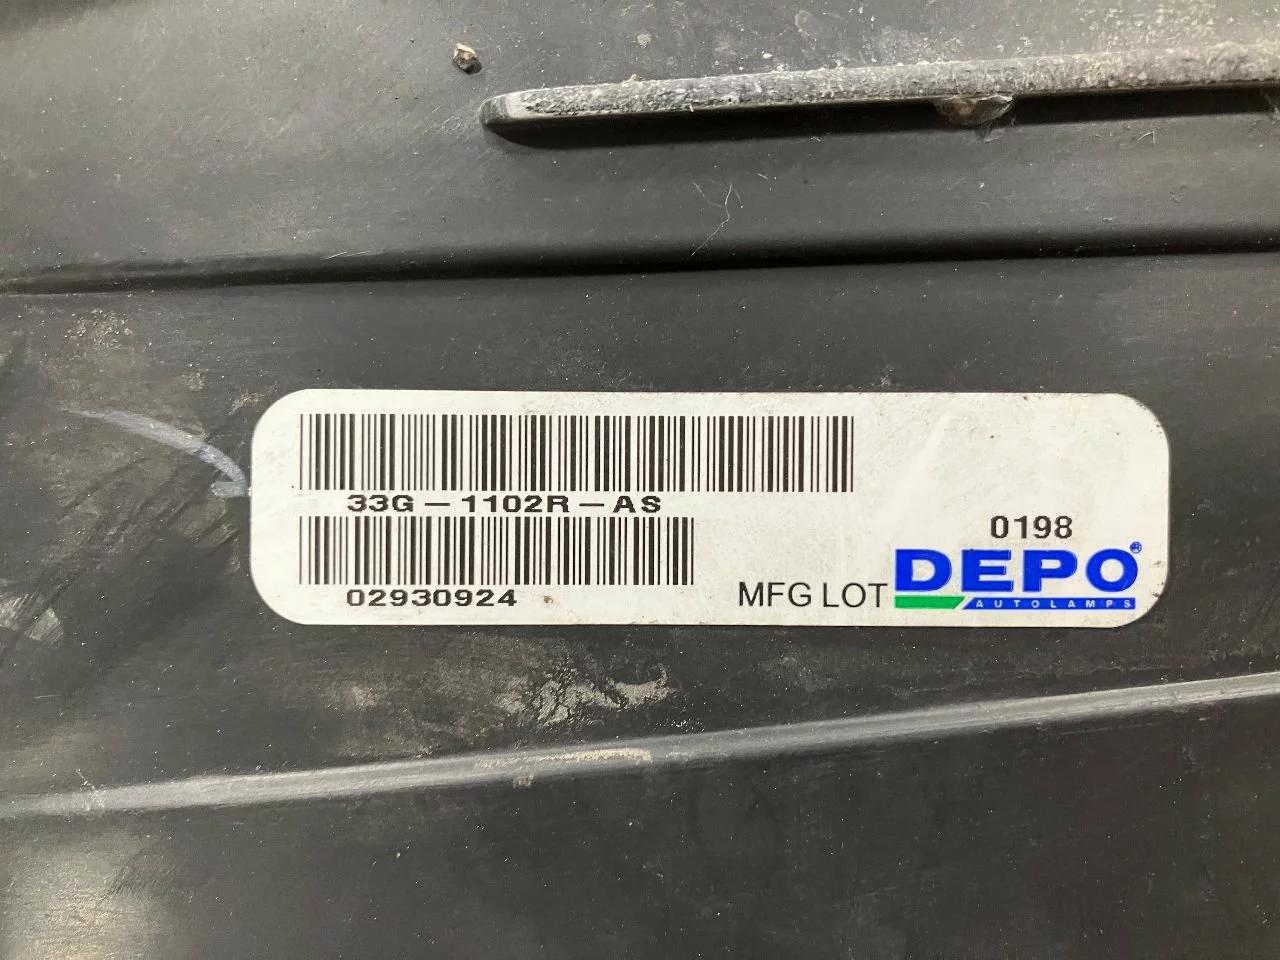 33G-1102R-AS
02930924
0198
MFG LOT
DEPO®
AUTOLAMPS